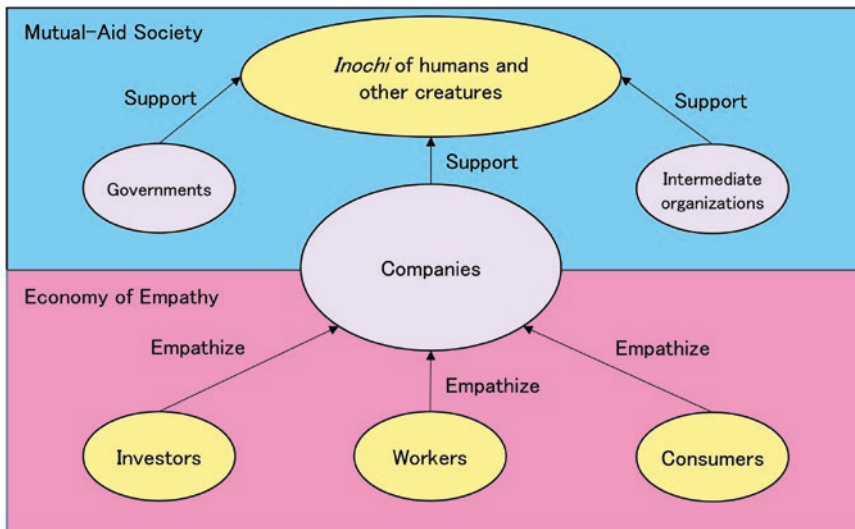 Mutual-Aid Society
Inochi of humans and
other creatures
Support
Support
Support
Governments
Intermediate
organizations
Companies
Economy of Empathy
Empathize
Empathize
Empathize
Investors
Workers
Consumers